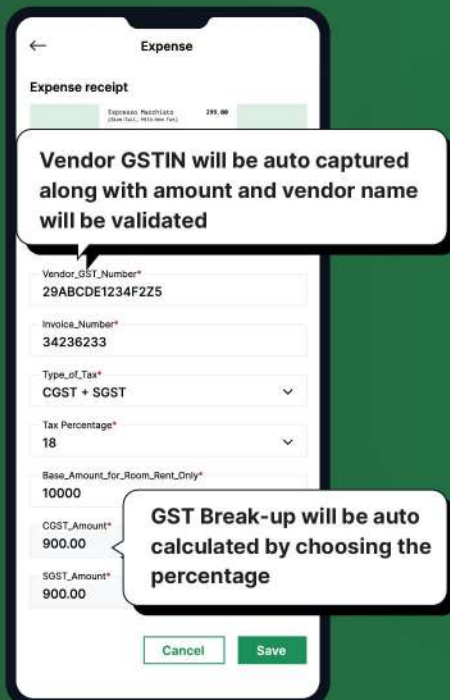 Expense
Expense receipt
Espresso Macchiato 299.00
Vendor GSTIN will be auto captured
along with amount and vendor name
will be validated
Vendor_GST_Number*
29ABCDE1234F2Z5
Invoice_Number*
34236233
Type_of_Tax*
CGST + SGST
Tax Percentage*
18
Base_Amount_for_Room_Rent_Only*
10000
GST Break-up will be auto
calculated by choosing the
percentage
CGST_Amount*
900.00
SGST_Amount*
900.00
Cancel Save